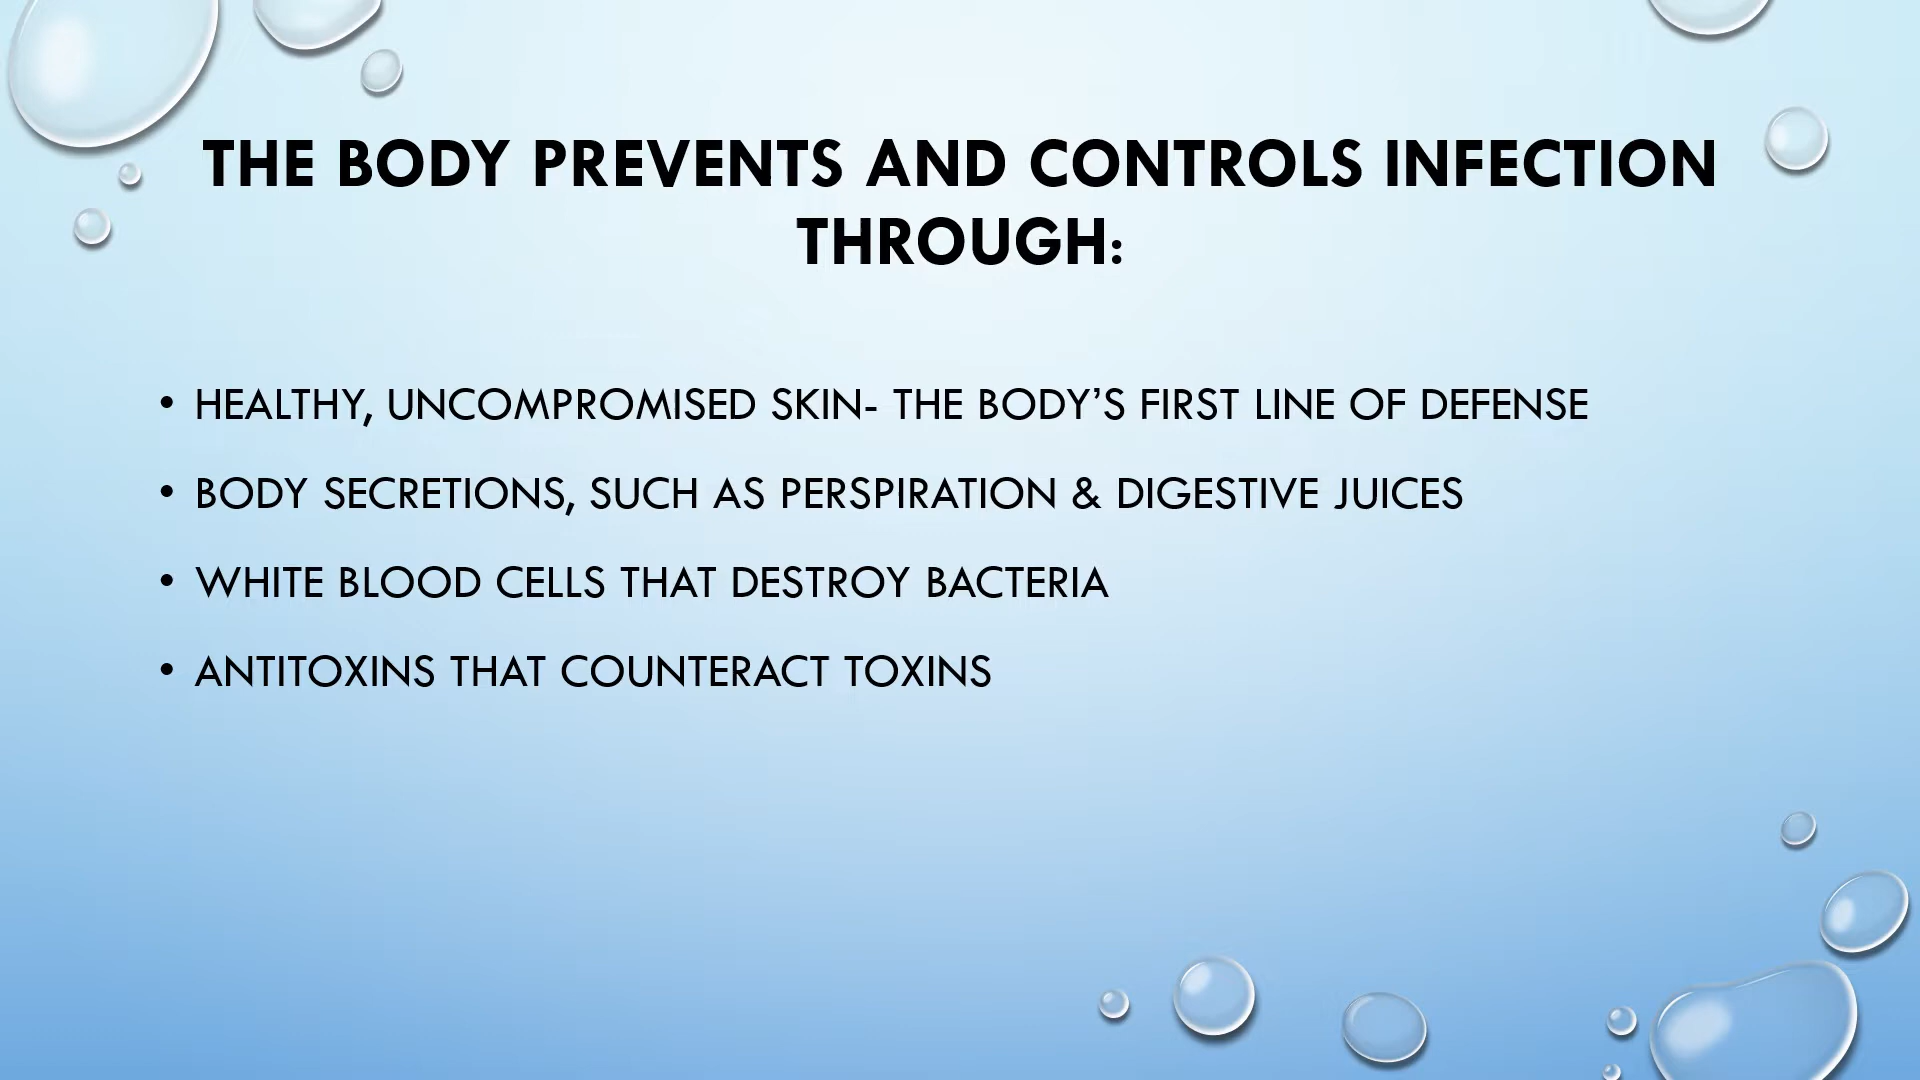 THE BODY PREVENTS AND CONTROLS INFECTION
THROUGH:
• HEALTHY, UNCOMPROMISED SKIN- THE BODY’S FIRST LINE OF DEFENSE
• BODY SECRETIONS, SUCH AS PERSPIRATION & DIGESTIVE JUICES
• WHITE BLOOD CELLS THAT DESTROY BACTERIA
• ANTITOXINS THAT COUNTERACT TOXINS